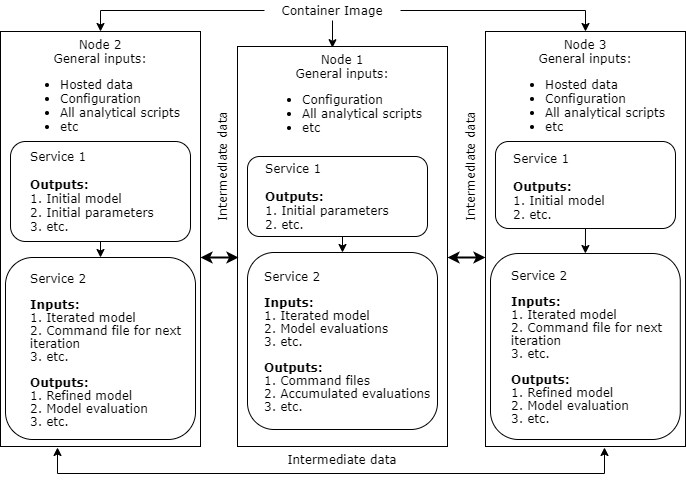 Container Image
Node 2
General inputs:
• Hosted data
• Configuration
• All analytical scripts
• etc
Service 1
Outputs:
1. Initial model
2. Initial parameters
3. etc.
Service 2
Inputs:
1. Iterated model
2. Command file for next
iteration
3. etc.
Outputs:
1. Refined model
2. Model evaluation
3. etc.
Intermediate data
Node 1
General inputs:
• Configuration
• All analytical scripts
• etc
Service 1
Outputs:
1. Initial parameters
2. etc.
Service 2
Inputs:
1. Iterated model
2. Model evaluations
3. etc.
Outputs:
1. Command files
2. Accumulated evaluations
3. etc.
Intermediate data
Node 3
General inputs:
• Hosted data
• Configuration
• All analytical scripts
• etc
Service 1
Outputs:
1. Initial model
2. etc.
Service 2
Inputs:
1. Iterated model
2. Command file for next
iteration
3. etc.
Outputs:
1. Refined model
2. Model evaluation
3. etc.
Intermediate data